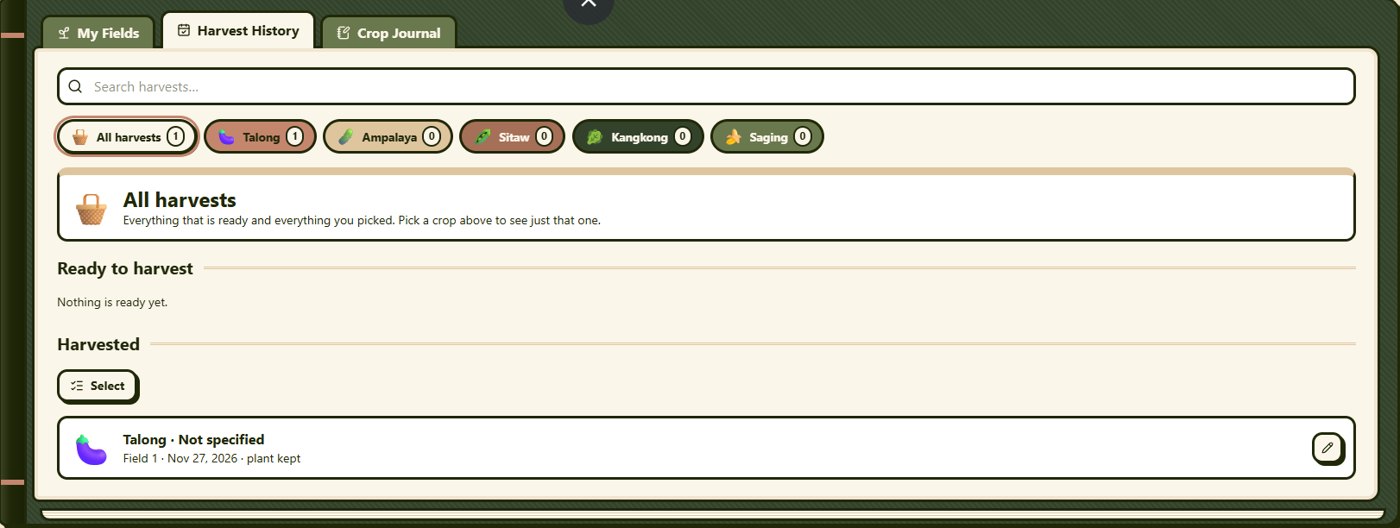 My Fields
Harvest History
Crop Journal
Search harvests...
All harvests 1
Talong 1
Ampalaya 0
Sitaw 0
Kangkong 0
Saging 0
All harvests
Everything that is ready and everything you picked. Pick a crop above to see just that one.
Ready to harvest
Nothing is ready yet.
Harvested
Select
Talong · Not specified
Field 1 · Nov 27, 2026 · plant kept